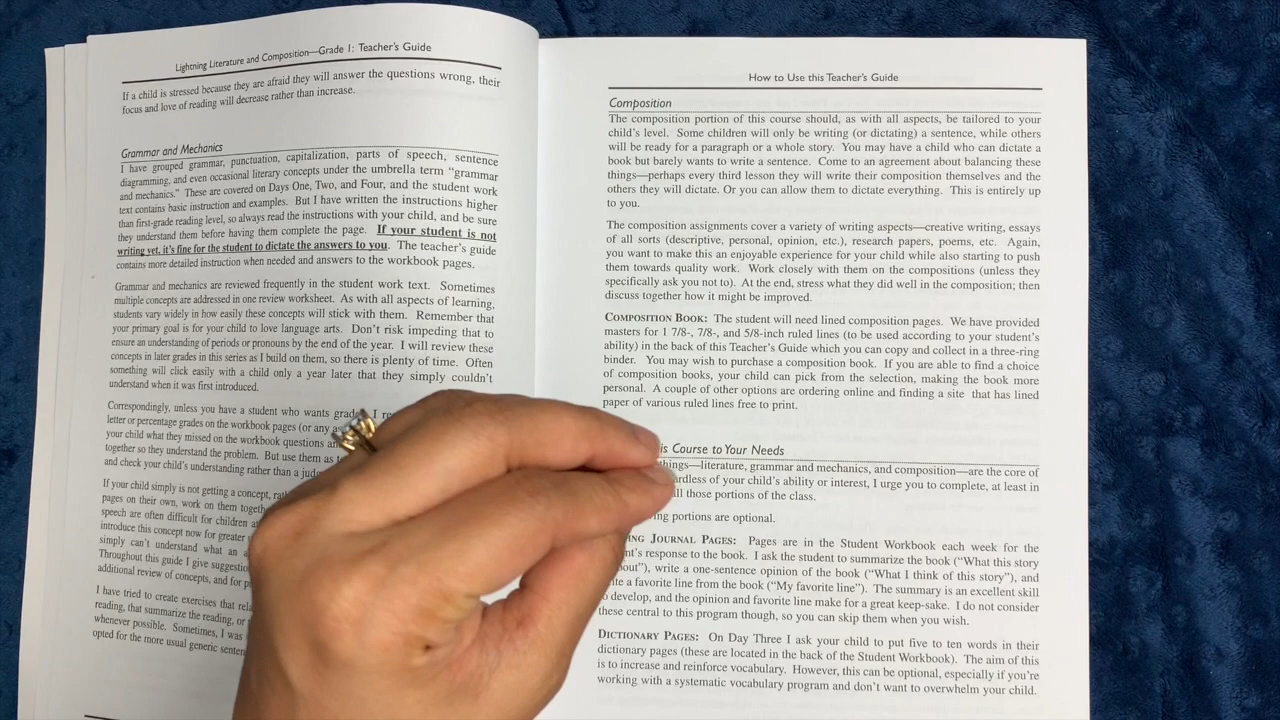 Lightning Literature and Composition—Grade 1: Teacher's Guide
If a child is stressed because they are afraid they will answer the questions wrong, their
focus and love of reading will decrease rather than increase.
Grammar and Mechanics
I have grouped grammar, punctuation, capitalization, parts of speech, sentence
diagramming, and even occasional literary concepts under the umbrella term "grammar
and mechanics." These are covered on Days One, Two, and Four, and the student work
text contains basic instruction and examples. But I have written the instructions higher
than first-grade reading level, so always read the instructions with your child, and be sure
they understand them before having them complete the page. If your student is not
writing yet, it's fine for the student to dictate the answers to you. The teacher's guide
contains more detailed instruction when needed and answers to the workbook pages.
Grammar and mechanics are reviewed frequently in the student work text. Sometimes
multiple concepts are addressed in one review worksheet. As with all aspects of learning,
students vary widely in how easily these concepts will stick with them. Remember that
your primary goal is for your child to love language arts. Don't risk impeding that to
ensure an understanding of periods or pronouns by the end of the year. I will review these
concepts in later grades in this series as I build on them, so there is plenty of time. Often
something will click easily with a child only a year later that they simply couldn't
understand when it was first introduced.
Correspondingly, unless you have a student who wants I
letter or percentage grades on the workbook pages (or any
your child what they missed on the workbook questions
together so they understand the problem. But use them as
and check your child's understanding rather than a
If your child simply is not getting a concept,
pages on their own, work on them
speech are often difficult for children
introduce this concept now for greater
simply can't understand what an
Throughout this guide I give
additional review of concepts, and for
I have tried to create exercises that
reading, that summarize the reading, or
whenever possible. Sometimes, I was
opted for the more usual generic
How to Use this Teacher's Guide
Composition
The composition portion of this course should, as with all aspects, be tailored to your
child's level. Some children will only be writing (or dictating) a sentence, while others
will be ready for a paragraph or a whole story. You may have a child who can dictate a
book but barely wants to write a sentence. Come to an agreement about balancing these
things—perhaps every third lesson they will write their composition themselves and the
others they will dictate. Or you can allow them to dictate everything. This is entirely up
to you.
The composition assignments cover a variety of writing aspects—creative writing, essays
of all sorts (descriptive, personal, opinion, etc.), research papers, poems, etc. Again,
you want to make this an enjoyable experience for your child while also starting to push
them towards quality work. Work closely with them on the compositions (unless they
specifically ask you not to). At the end, stress what they did well in the composition; then
discuss together how it might be improved.
COMPOSITION BOOK: The student will need lined composition pages. We have provided
masters for 1 7/8-, 7/8-, and 5/8-inch ruled lines (to be used according to your student's
ability) in the back of this Teacher's Guide which you can copy and collect in a three-ring
binder. You may wish to purchase a composition book. If you are able to find a choice
of composition books, your child can pick from the selection, making the book more
personal. A couple of other options are ordering online and finding a site that has lined
paper of various ruled lines free to print.
Course to Your Needs
things—literature, grammar and mechanics, and composition—are the core of
of your child's ability or interest, I urge you to complete, at least in
those portions of the class.
portions are optional.
JOURNAL PAGES: Pages are in the Student Workbook each week for the
response to the book. I ask the student to summarize the book ("What this story
write a one-sentence opinion of the book ("What I think of this story"), and
a favorite line from the book ("My favorite line"). The summary is an excellent skill
develop, and the opinion and favorite line make for a great keep-sake. I do not consider
these central to this program though, so you can skip them when you wish.
DICTIONARY PAGES: On Day Three I ask your child to put five to ten words in their
dictionary pages (these are located in the back of the Student Workbook). The aim of this
is to increase and reinforce vocabulary. However, this can be optional, especially if you're
working with a systematic vocabulary program and don't want to overwhelm your child.